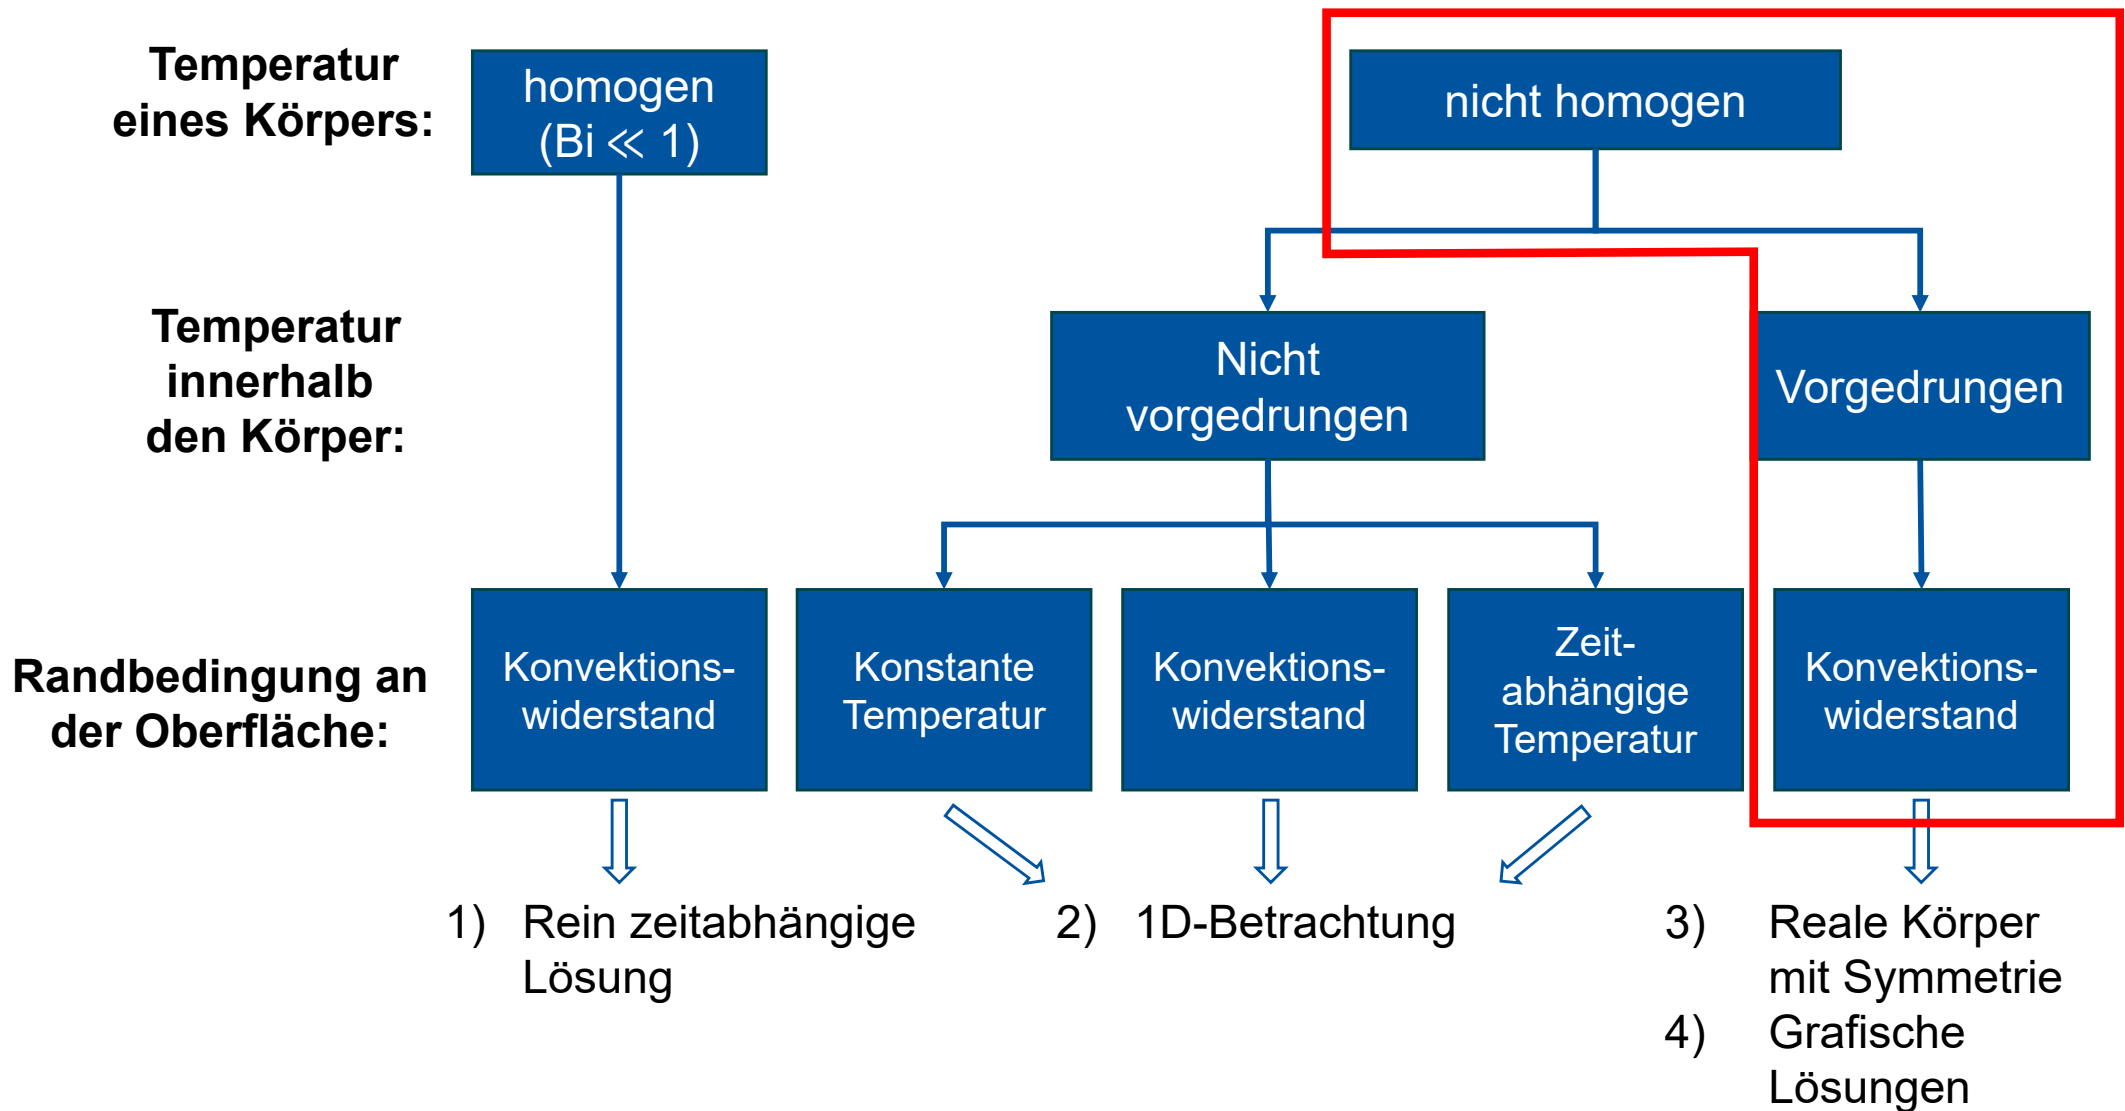 Temperatur
eines Körpers:
homogen
(Bi ≪ 1)
nicht homogen
Temperatur
innerhalb
den Körper:
Nicht
vorgedrungen
Vorgedrungen
Randbedingung an
der Oberfläche:
Konvektions-
widerstand
Konstante
Temperatur
Konvektions-
widerstand
Zeit-
abhängige
Temperatur
Konvektions-
widerstand
1) Rein zeitabhängige
Lösung
2) 1D-Betrachtung
3) Reale Körper
mit Symmetrie
4) Grafische
Lösungen